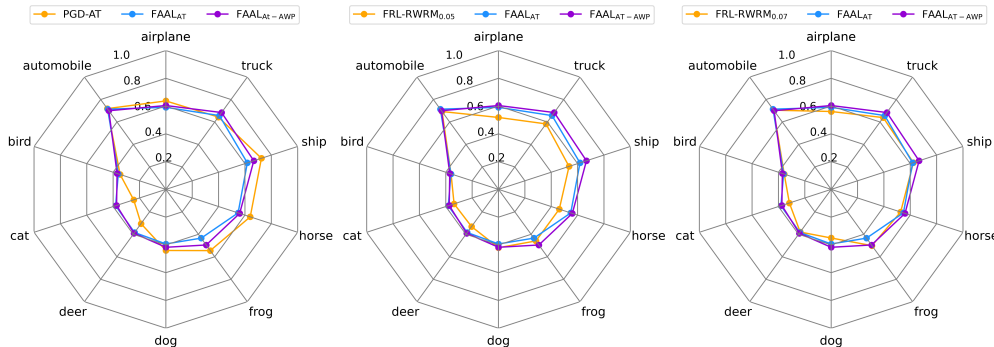 PGD-AT FAAL_AT FAAL_At−AWP
airplane
1.0
automobile truck
0.8
0.6
0.4
bird ship
0.2
cat horse
deer frog
dog
FRL-RWRM_0.05 FAAL_AT FAAL_AT−AWP
airplane
1.0
automobile truck
0.8
0.6
0.4
bird ship
0.2
cat horse
deer frog
dog
FRL-RWRM_0.07 FAAL_AT FAAL_AT−AWP
airplane
1.0
automobile truck
0.8
0.6
0.4
bird ship
0.2
cat horse
deer frog
dog